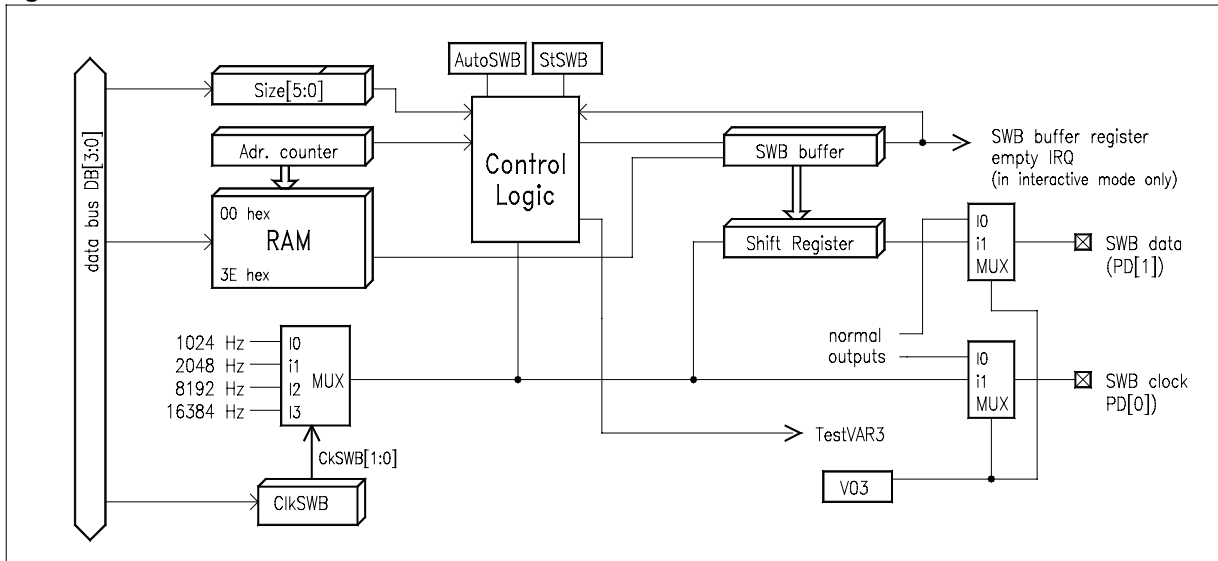 AutoSWB
StSWB
Size[5:0]
Adr. counter
00 hex
RAM
3E hex
data bus DB[3:0]
Control
Logic
SWB buffer
SWB buffer register
empty IRQ
(in interactive mode only)
Shift Register
I0
i1
MUX
SWB data
(PD[1])
normal
outputs
I0
i1
MUX
SWB clock
PD[0])
1024 Hz
2048 Hz
8192 Hz
16384 Hz
I0
i1
I2
I3
MUX
CkSWB[1:0]
ClkSWB
TestVAR3
V03